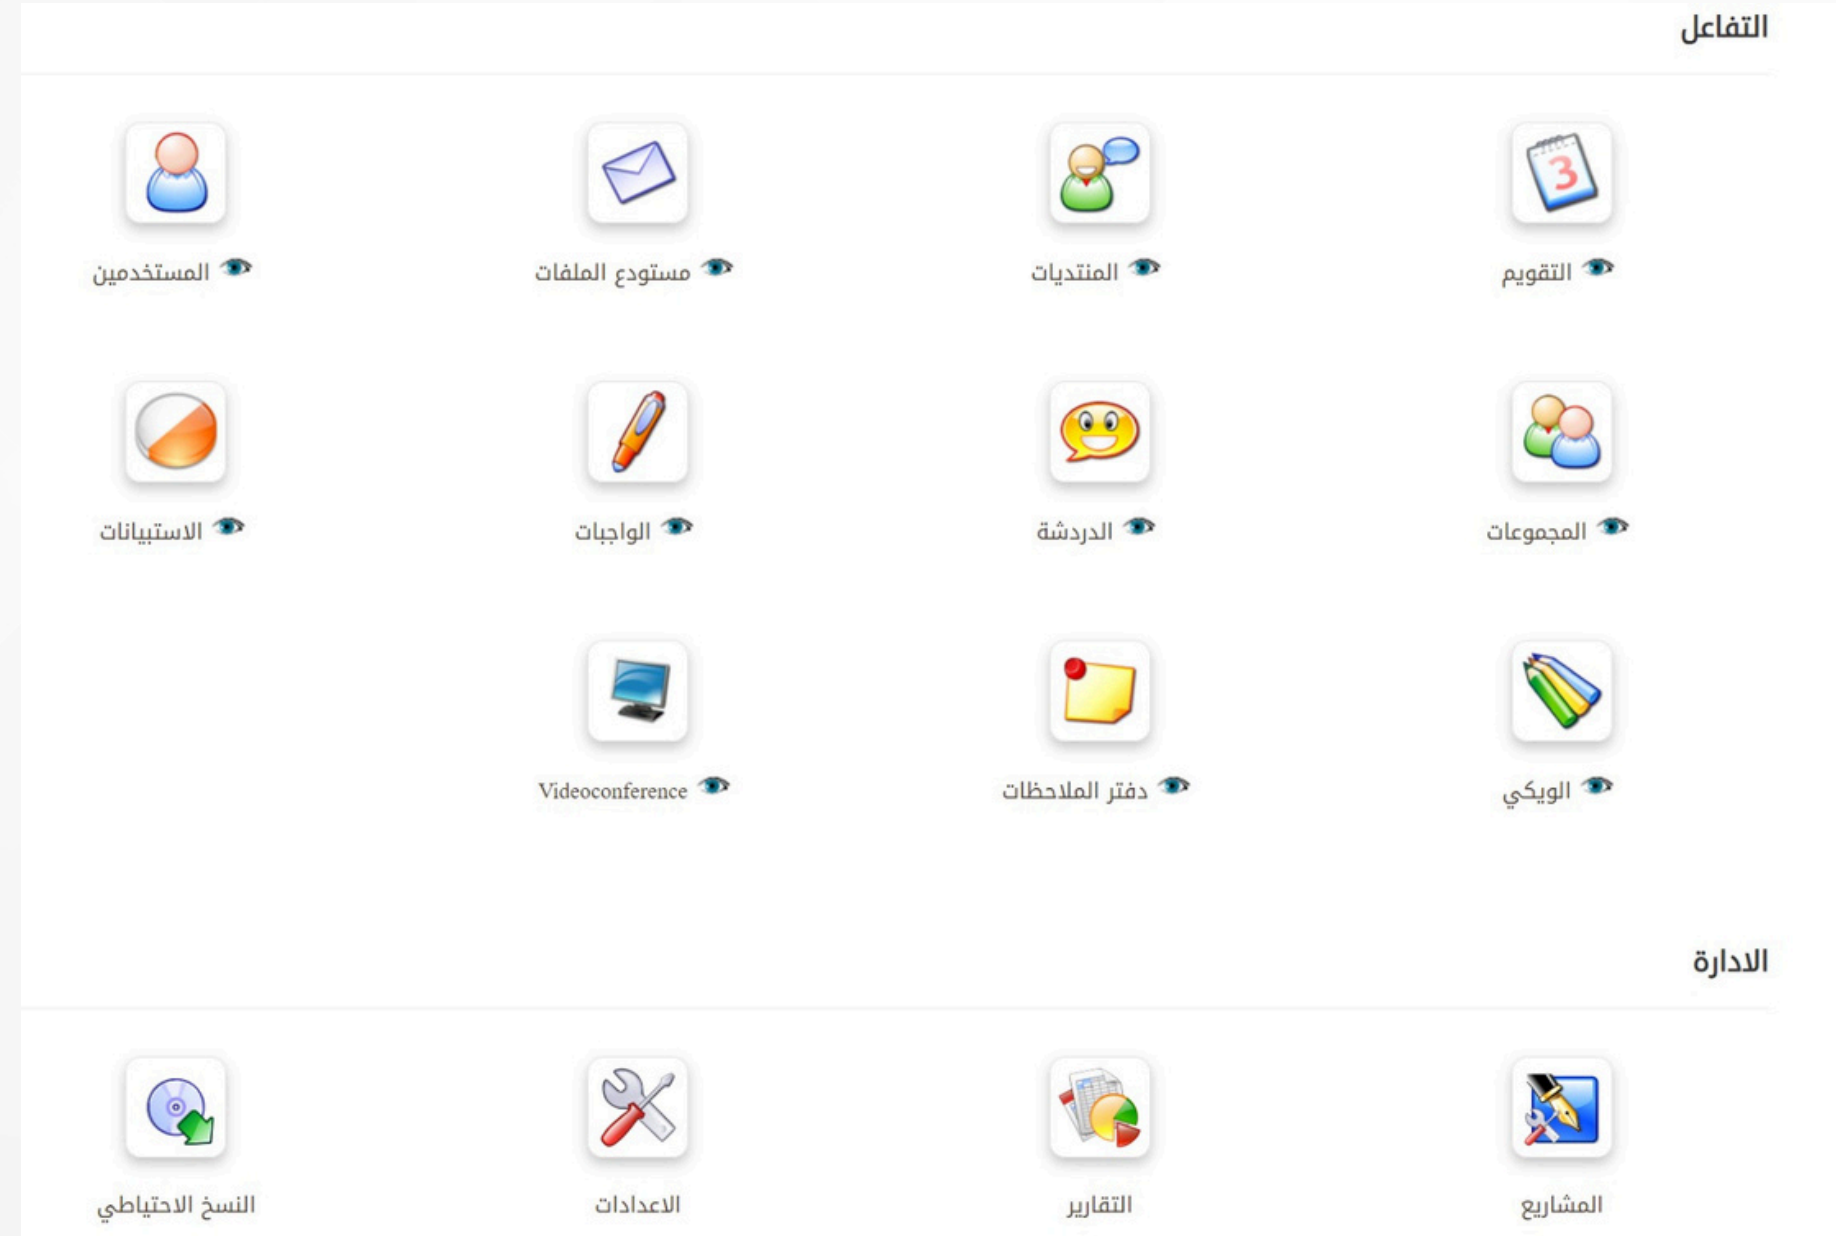 التفاعل
التقويم
المنتديات
مستودع الملفات
المستخدمين
المجموعات
الدردشة
الواجبات
الاستبيانات
الويكي
دفتر الملاحظات
Videoconference
الادارة
المشاريع
التقارير
الاعدادات
النسخ الاحتياطي
3